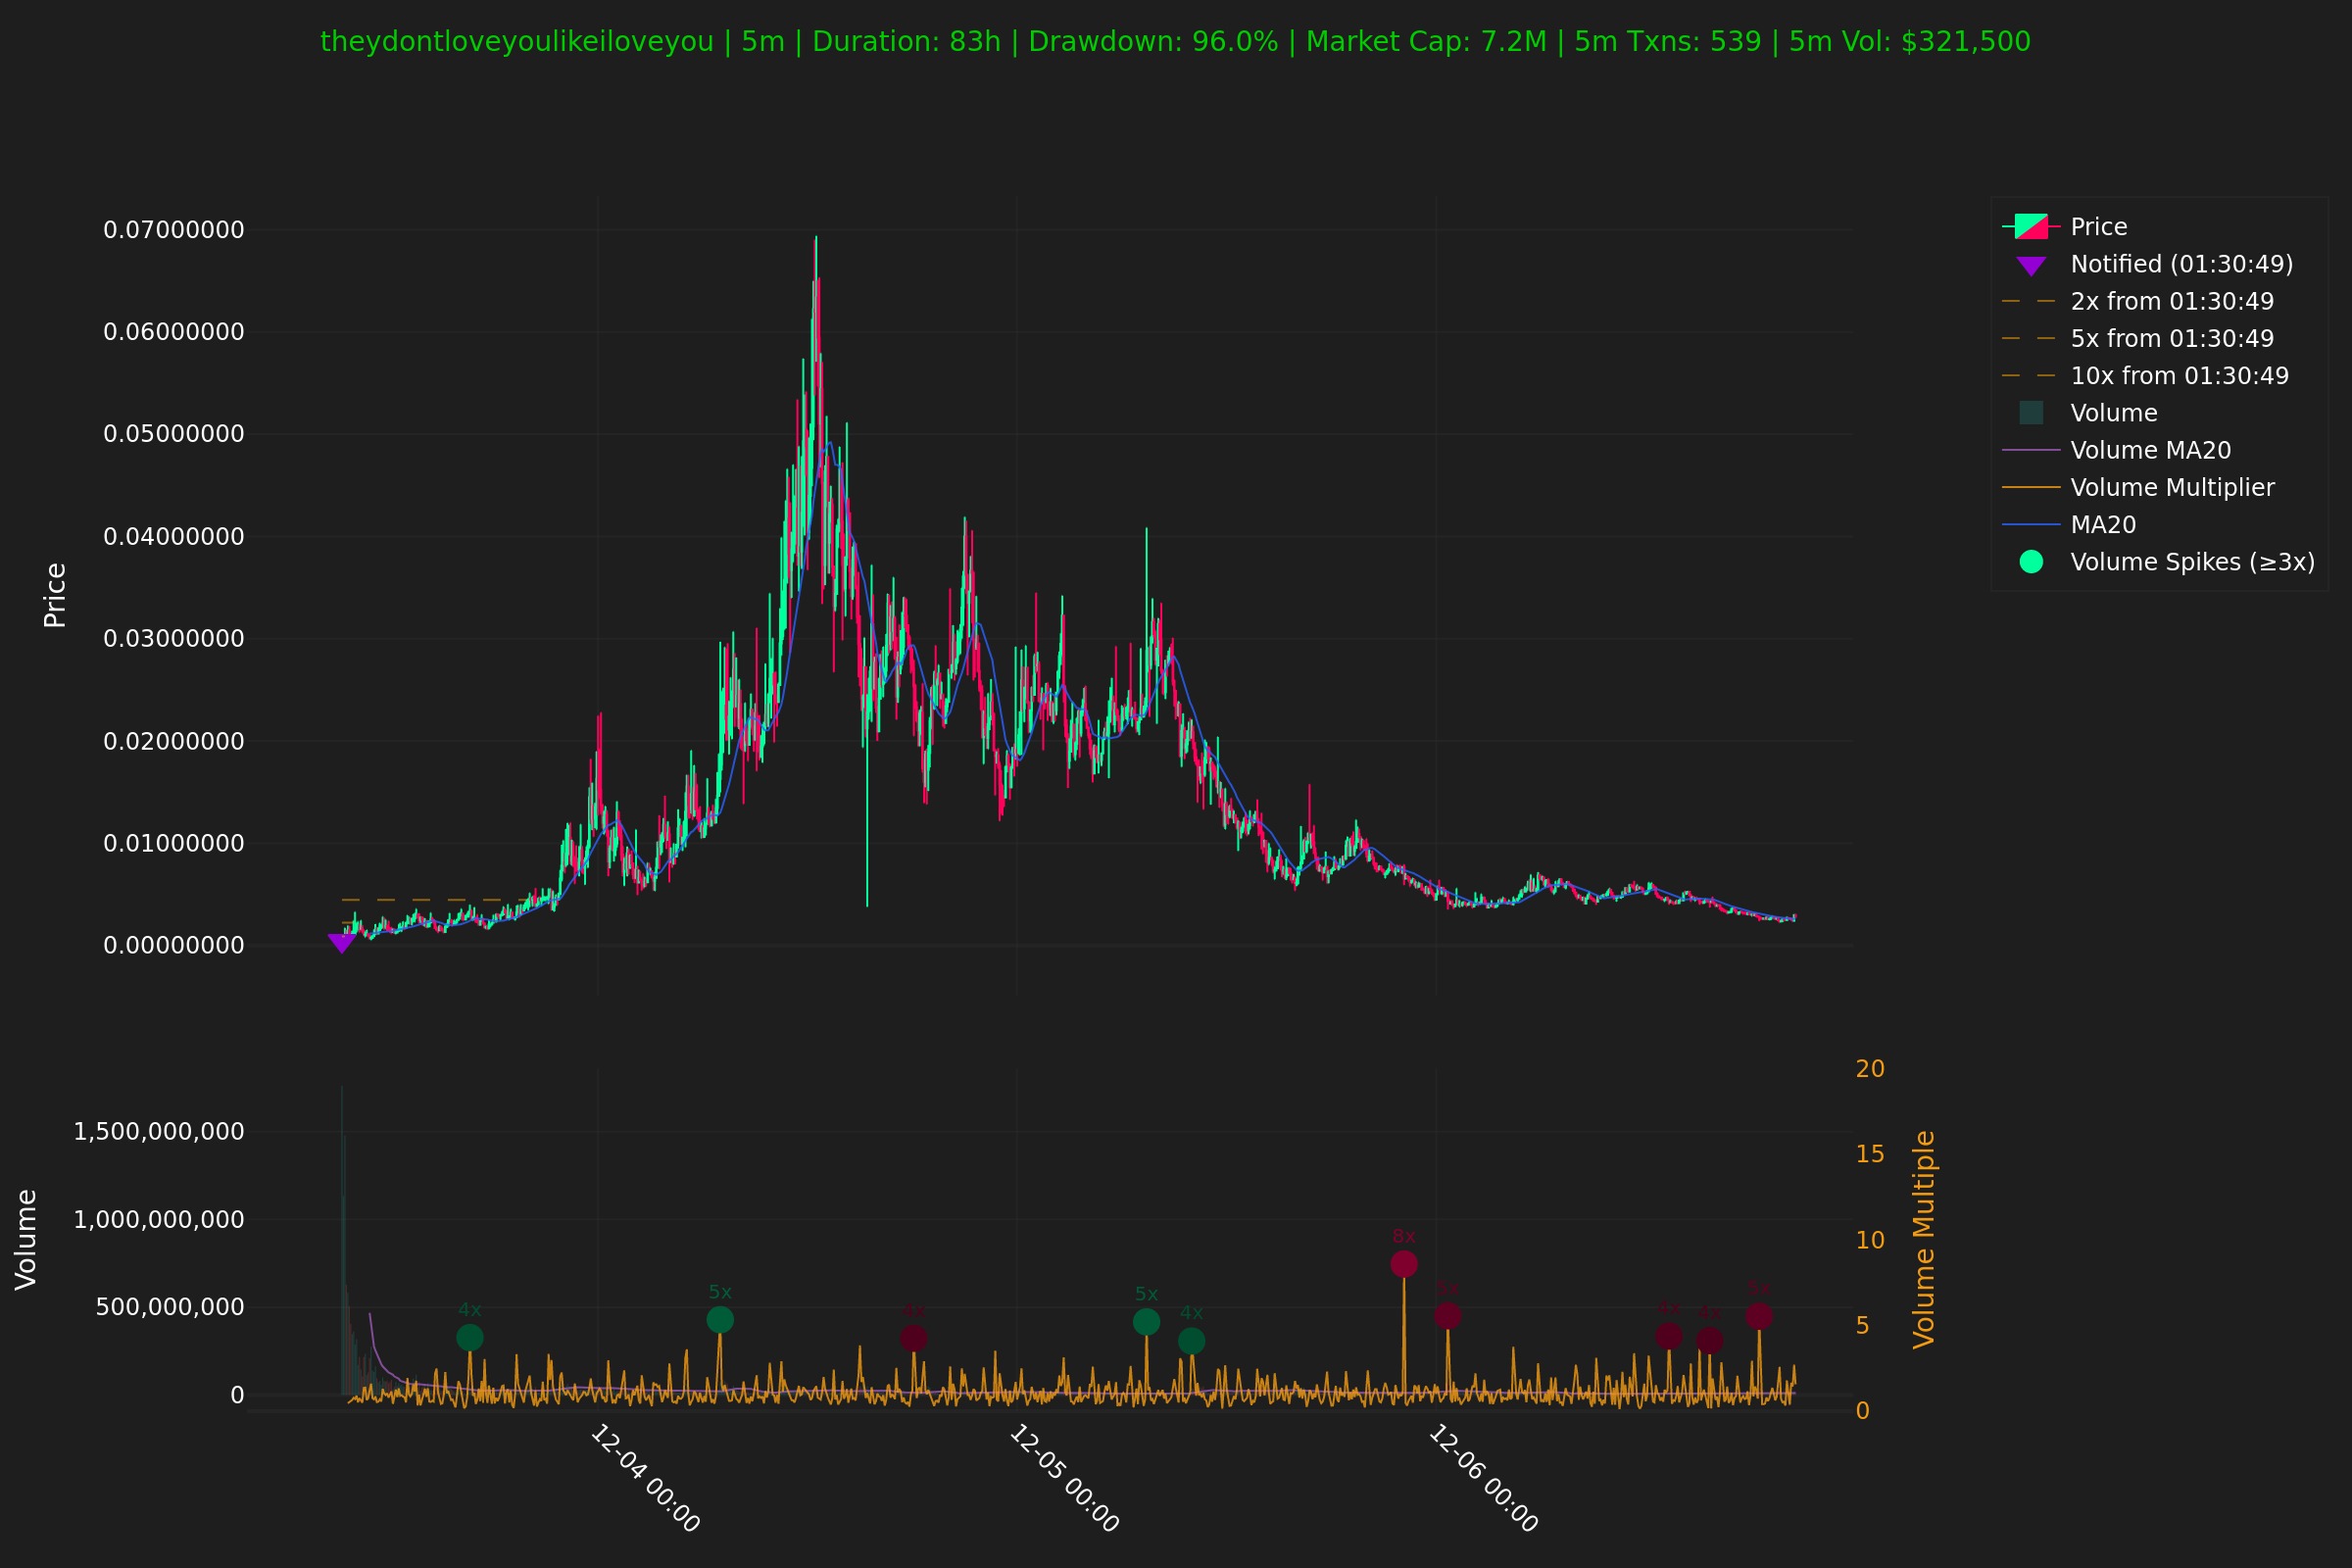 theydontloveyoulikeiloveyou | 5m | Duration: 83h | Drawdown: 96.0% | Market Cap: 7.2M | 5m Txns: 539 | 5m Vol: $321,500
Price
0.07000000
0.06000000
0.05000000
0.04000000
0.03000000
0.02000000
0.01000000
0.00000000
Price
Notified (01:30:49)
2x from 01:30:49
5x from 01:30:49
10x from 01:30:49
Volume
Volume MA20
Volume Multiplier
MA20
Volume Spikes (≥3x)
Volume
1,500,000,000
1,000,000,000
500,000,000
0
4x
5x
4x
5x
4x
8x
5x
4x
4x
5x
20
15
10
5
0
Volume Multiple
12-04 00:00
12-05 00:00
12-06 00:00